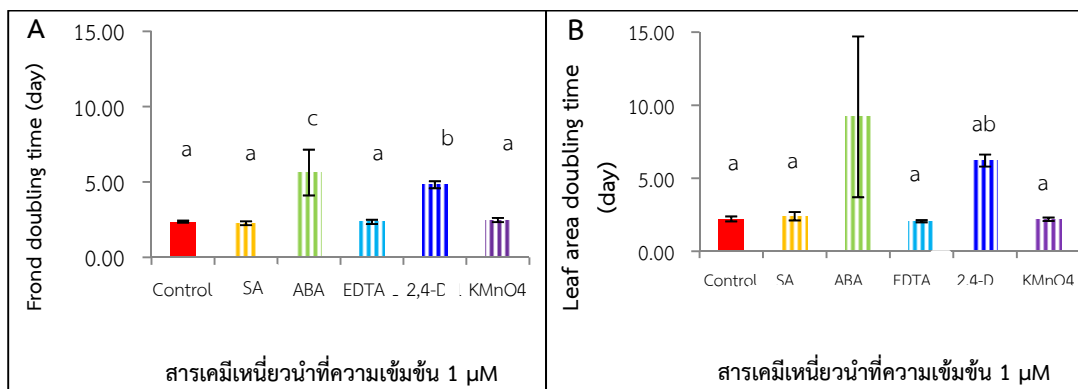 A
Frond doubling time (day)
15.00
10.00
5.00
0.00
a
a
c
a
b
a
Control
SA
ABA
EDTA
2,4-D
KMnO4
สารเคมีเหนี่ยวนำที่ความเข้มข้น 1 µM
B
Leaf area doubling time
(day)
15.00
10.00
5.00
0.00
a
a
a
ab
a
Control
SA
ABA
EDTA
2,4-D
KMnO4
สารเคมีเหนี่ยวนำที่ความเข้มข้น 1 µM